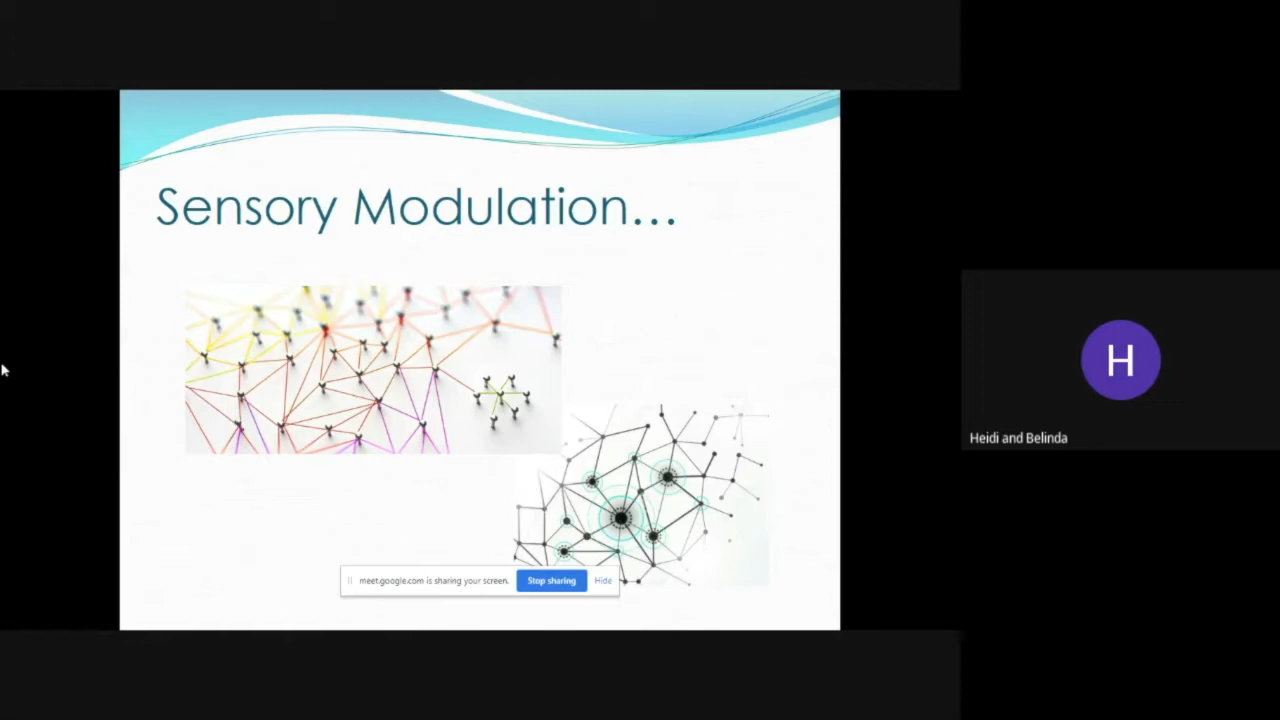 Sensory Modulation...
meet.google.com is sharing your screen. Stop sharing Hide
H
Heidi and Belinda